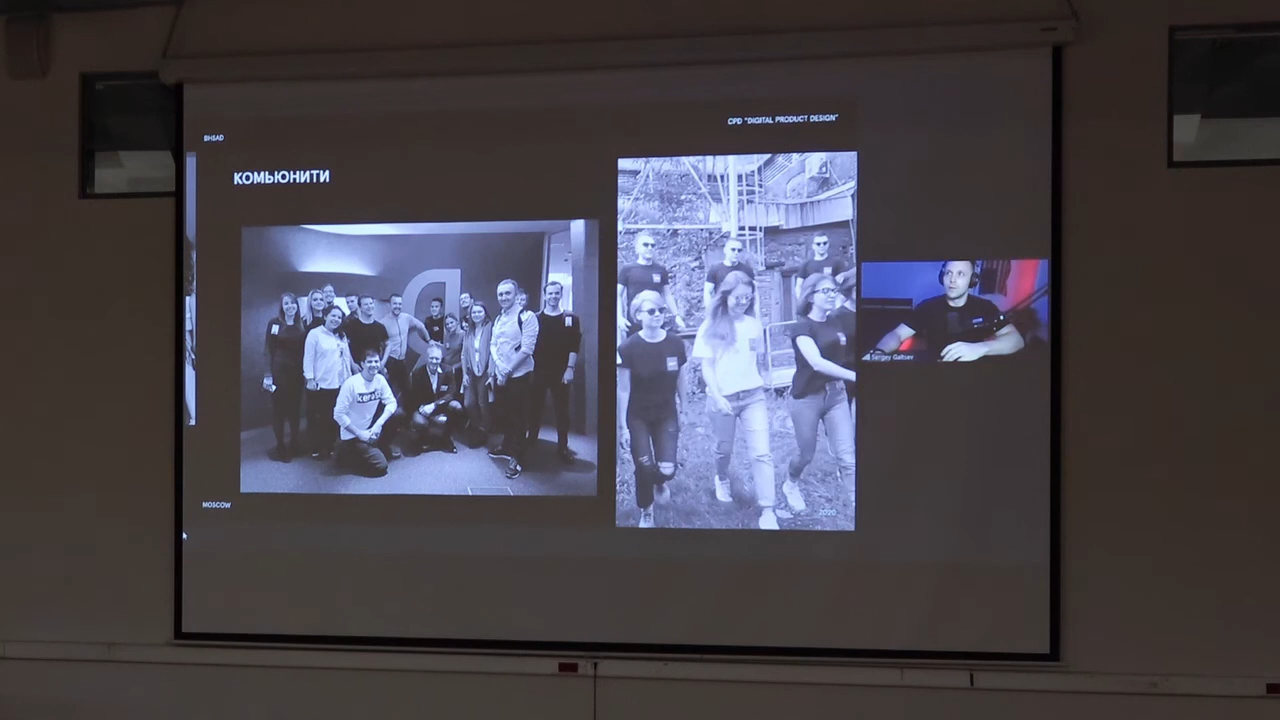 BHSAD
CPD "DIGITAL PRODUCT DESIGN"
КОМЬЮНИТИ
Sergey Galtsev
MOSCOW
2020